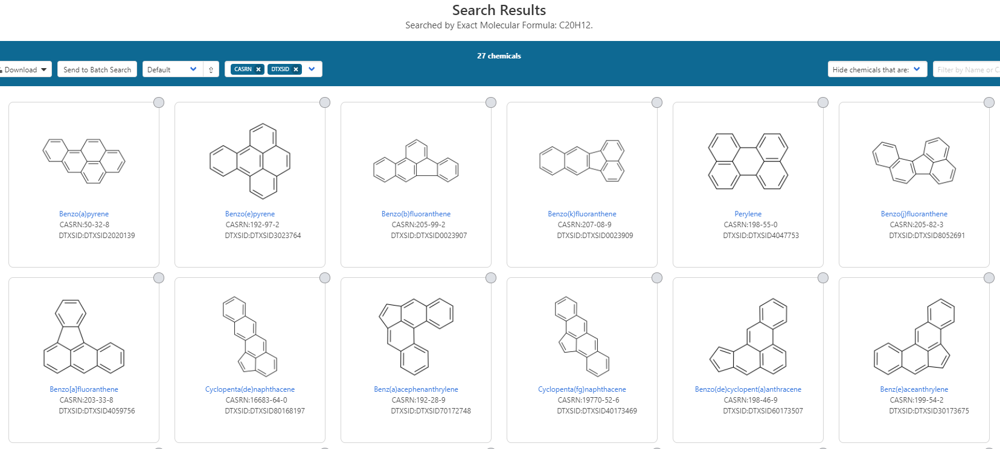 Search Results
Searched by Exact Molecular Formula: C20H12.
27 chemicals
Download
Send to Batch Search
Default
CASRN
DTXSID
Hide chemicals that are:
Filter by Name or C
Benzo(a)pyrene
CASRN:50-32-8
DTXSID:DTXSID2020139
Benzo(e)pyrene
CASRN:192-97-2
DTXSID:DTXSID3023764
Benzo(b)fluoranthene
CASRN:205-99-2
DTXSID:DTXSID0023907
Benzo(k)fluoranthene
CASRN:207-08-9
DTXSID:DTXSID0023909
Perylene
CASRN:198-55-0
DTXSID:DTXSID4047753
Benzo(j)fluoranthene
CASRN:205-82-3
DTXSID:DTXSID8052691
Benzo[a]fluoranthene
CASRN:203-33-8
DTXSID:DTXSID4059756
Cyclopenta(de)naphthacene
CASRN:16683-64-0
DTXSID:DTXSID80168197
Benz(a)acephenanthrylene
CASRN:192-28-9
DTXSID:DTXSID70172748
Cyclopenta(fg)naphthacene
CASRN:19770-52-6
DTXSID:DTXSID40173469
Benzo(de)cyclopent(a)anthracene
CASRN:198-46-9
DTXSID:DTXSID60173507
Benz(e)aceanthrylene
CASRN:199-54-2
DTXSID:DTXSID30173675